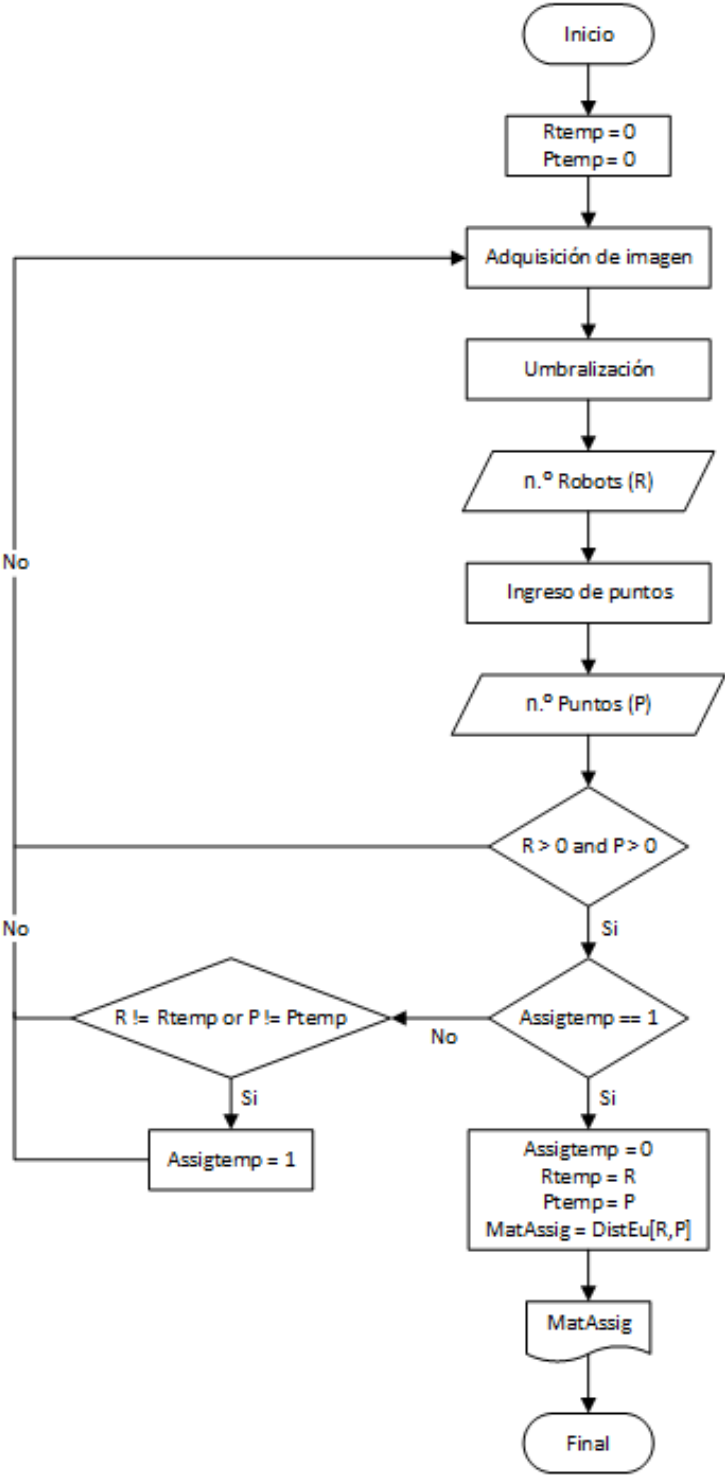 Inicio
Rtemp = 0
Ptemp = 0
Adquisición de imagen
Umbralización
n.º Robots (R)
Ingreso de puntos
n.º Puntos (P)
R > 0 and P > 0
No
Si
Assigtemp == 1
No
R != Rtemp or P != Ptemp
No
Si
Assigtemp = 1
Si
Assigtemp = 0
Rtemp = R
Ptemp = P
MatAssig = DistEu[R,P]
MatAssig
Final